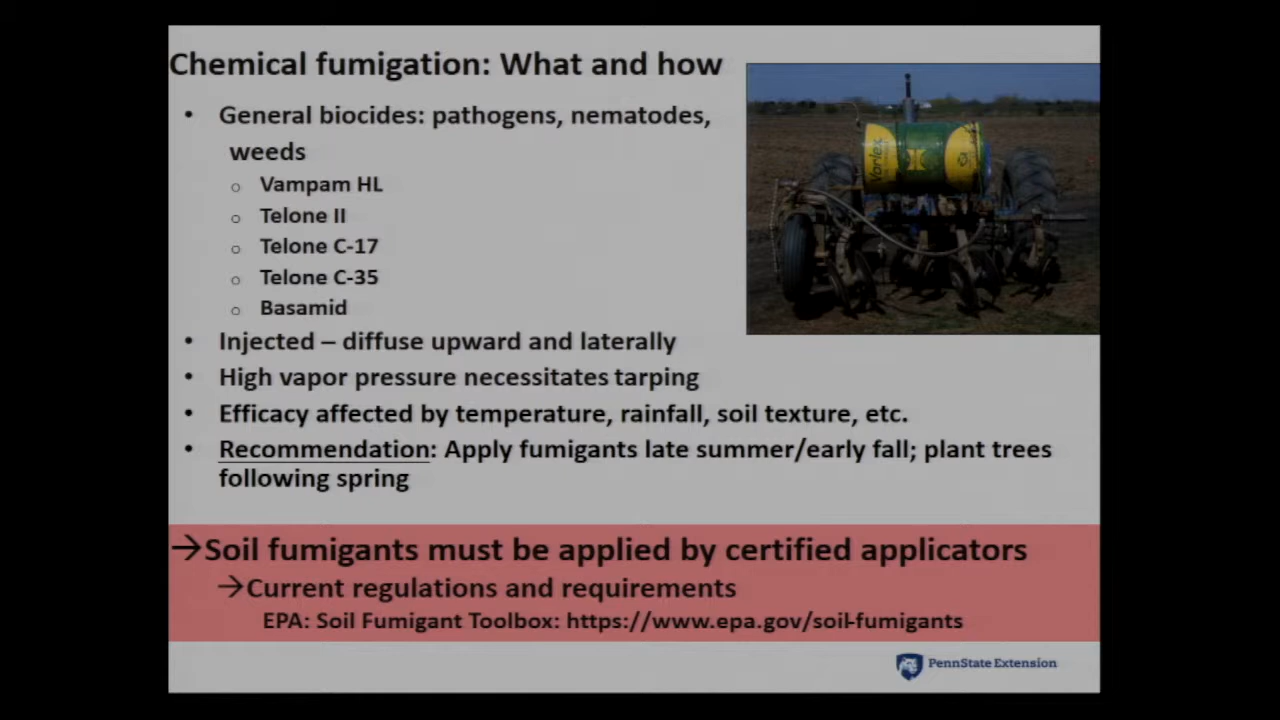 Chemical fumigation: What and how
• General biocides: pathogens, nematodes,
weeds
o Vampam HL
o Telone II
o Telone C-17
o Telone C-35
o Basamid
• Injected – diffuse upward and laterally
• High vapor pressure necessitates tarping
• Efficacy affected by temperature, rainfall, soil texture, etc.
• Recommendation: Apply fumigants late summer/early fall; plant trees
following spring
Vorlex
→Soil fumigants must be applied by certified applicators
→Current regulations and requirements
EPA: Soil Fumigant Toolbox: https://www.epa.gov/soil-fumigants
PennState Extension